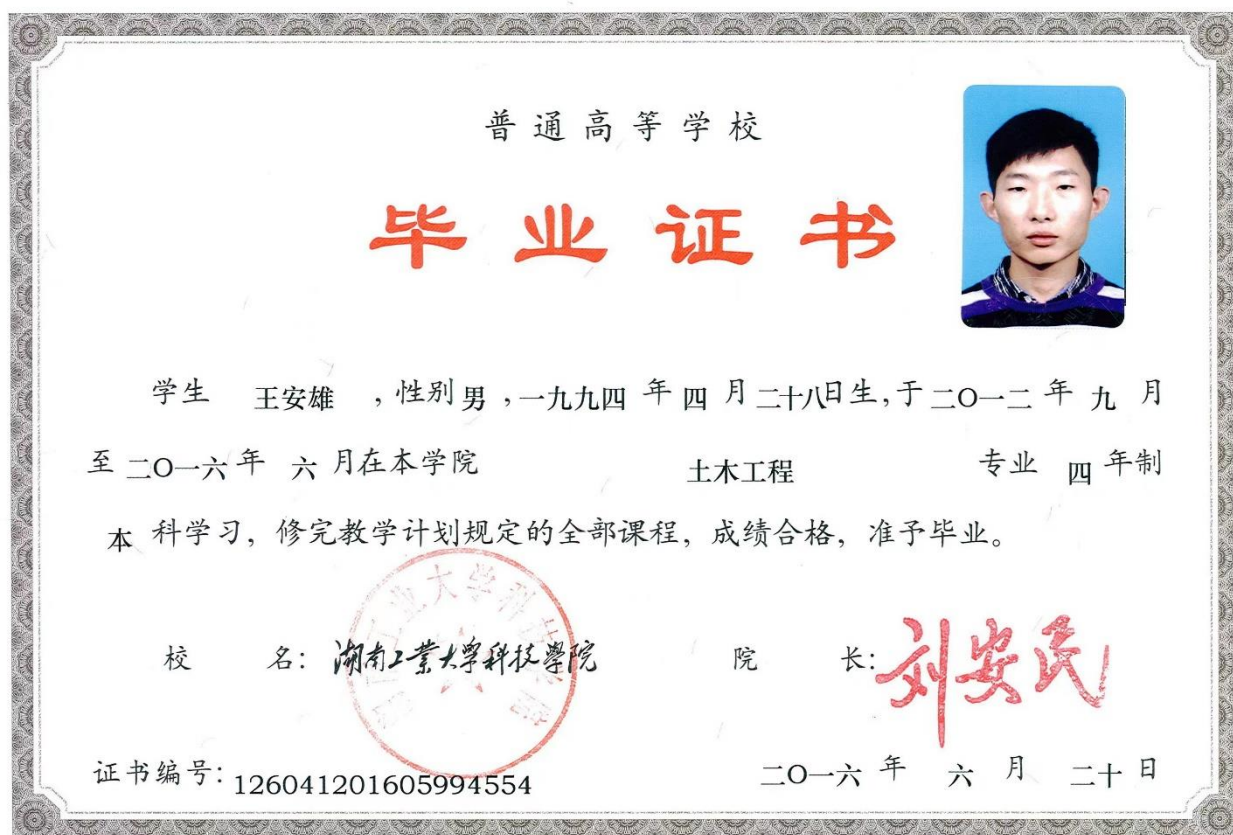 普通高等学校
毕业证书
学生 王安雄 ,性别 男 ,一九九四 年 四 月 二十八日生,于 二O一二 年 九 月
至 二O一六 年 六 月在本学院 土木工程 专业 四 年制
本 科学习, 修完教学计划规定的全部课程, 成绩合格, 准予毕业。
校 名: 湖南工業大學科技學院 院 长: 刘安民
证书编号: 126041201605994554 二O一六 年 六 月 二十 日